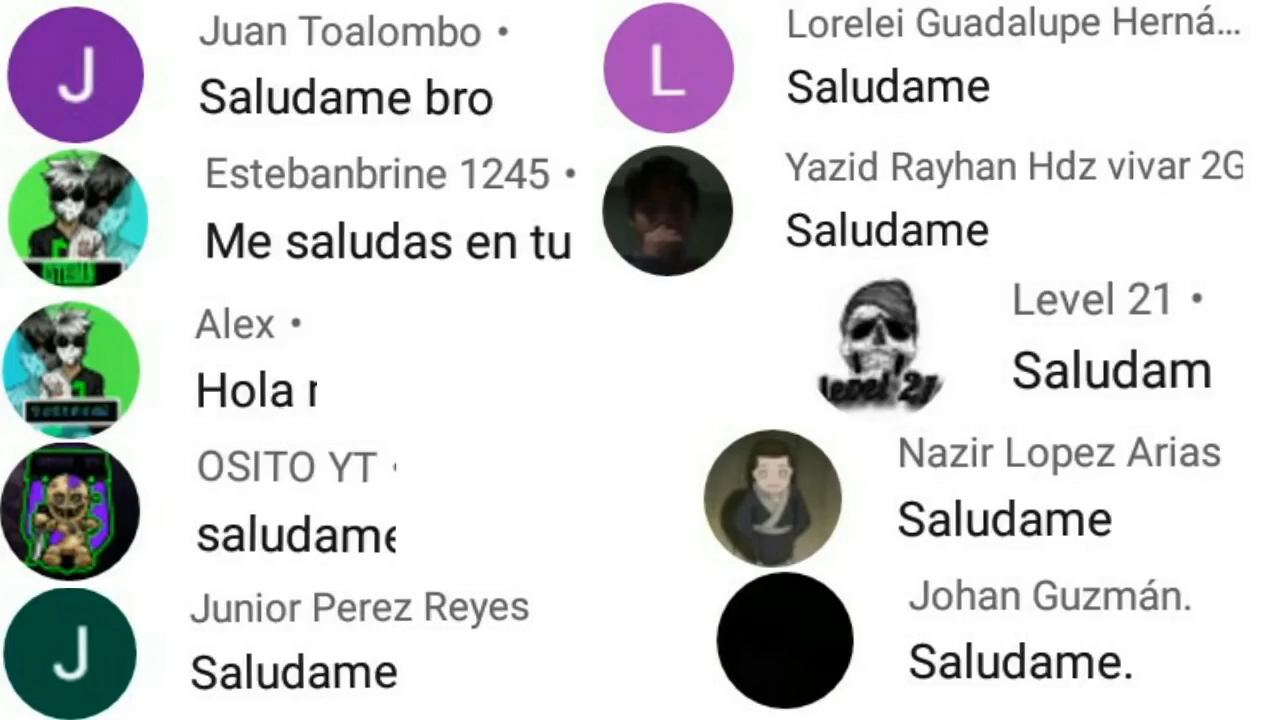 J
Juan Toalombo •
Saludame bro
Estebanbrine 1245 •
Me saludas en tu
Alex •
Hola
OSITO YT
saludame
J
Junior Perez Reyes
Saludame
L
Lorelei Guadalupe Herná...
Saludame
Yazid Rayhan Hdz vivar 2G
Saludame
level 21
Level 21 •
Saludam
Nazir Lopez Arias
Saludame
Johan Guzmán.
Saludame.